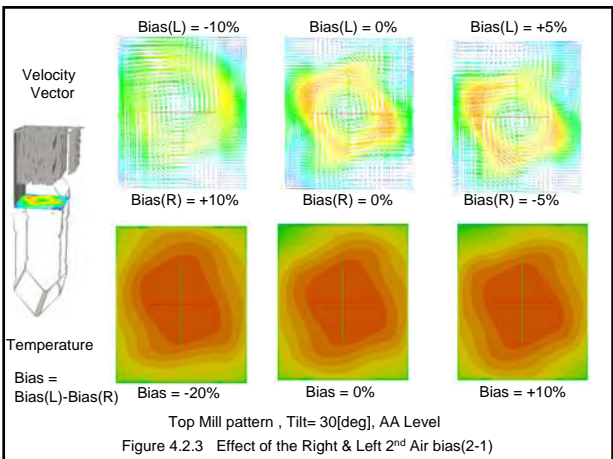 Bias(L) = -10% Bias(L) = 0% Bias(L) = +5%
Velocity
Vector
Bias(R) = +10% Bias(R) = 0% Bias(R) = -5%
Temperature
Bias =
Bias(L)-Bias(R)
Bias = -20% Bias = 0% Bias = +10%
Top Mill pattern , Tilt= 30[deg], AA Level
Figure 4.2.3 Effect of the Right & Left 2nd Air bias(2-1)